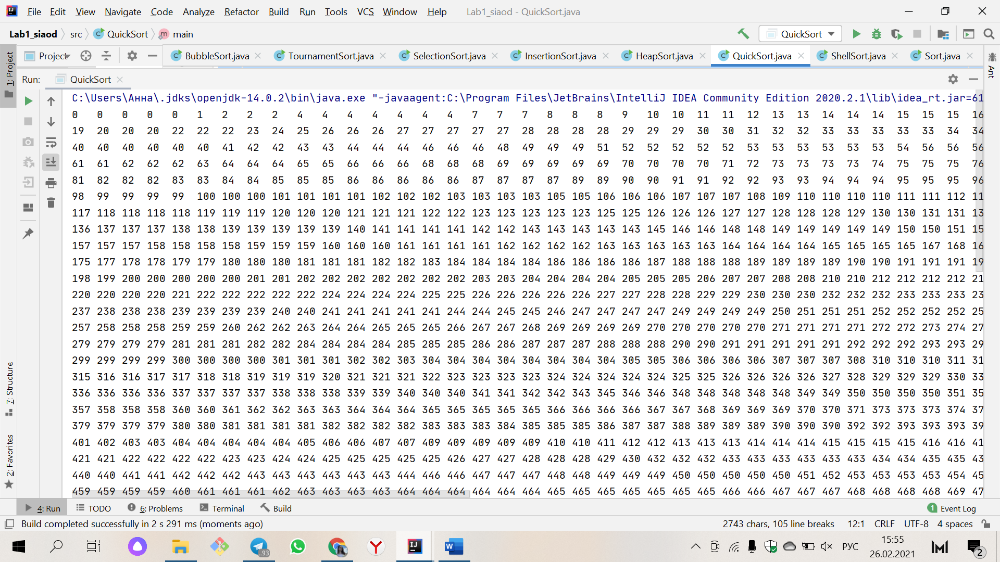 File Edit View Navigate Code Analyze Refactor Build Run Tools VCS Window Help Lab1_siaod - QuickSort.java
Lab1_siaod src QuickSort main QuickSort
1: Project Project BubbleSort.java TournamentSort.java SelectionSort.java InsertionSort.java HeapSort.java QuickSort.java ShellSort.java Sort.java Ant
Run: QuickSort
C:\Users\Анна\.jdks\openjdk-14.0.2\bin\java.exe "-javaagent:C:\Program Files\JetBrains\IntelliJ IDEA Community Edition 2020.2.1\lib\idea_rt.jar=61
0 0 0 0 0 1 2 2 2 4 4 4 4 4 4 4 7 7 7 8 8 8 9 10 10 11 11 12 13 13 14 14 14 15 15 15 16
19 20 20 20 22 22 22 23 24 25 26 26 26 27 27 27 27 27 28 28 28 28 29 29 29 30 30 31 32 32 33 33 33 33 33 34 34
40 40 40 40 40 40 41 42 42 43 43 44 44 44 46 46 46 48 49 49 49 51 52 52 52 52 52 53 53 53 53 53 53 54 56 56 56
61 61 62 62 62 63 64 64 64 65 65 66 66 66 68 68 68 69 69 69 69 69 70 70 70 70 71 72 73 73 73 73 74 75 75 75 76
81 82 82 82 83 83 84 84 85 85 85 86 86 86 86 86 87 87 87 87 89 89 90 90 91 91 92 92 93 93 94 94 94 95 95 95 96
98 99 99 99 99 100 100 100 101 101 101 101 102 102 102 103 103 103 103 105 105 106 106 106 107 107 107 108 109 110 110 110 110 111 111 112 11
117 118 118 118 118 119 119 119 120 120 120 121 121 121 122 122 123 123 123 123 123 125 125 126 126 126 127 127 128 128 128 129 130 130 131 131 13
136 137 137 137 138 138 139 139 139 139 139 140 141 141 141 141 142 142 143 143 143 143 143 145 146 146 148 148 149 149 149 149 149 150 150 151 15
157 157 157 158 158 158 158 159 159 159 160 160 160 161 161 161 161 162 162 162 162 163 163 163 163 163 164 164 164 164 165 165 165 165 167 168 16
175 177 178 178 179 179 180 180 180 181 181 181 182 182 183 184 184 184 184 186 186 186 186 187 188 188 188 189 189 189 189 190 190 191 191 191 19
198 199 200 200 200 200 200 201 201 202 202 202 202 202 202 202 203 203 204 204 204 204 205 205 205 206 207 207 208 208 210 210 212 212 212 212 21
220 220 220 220 221 222 222 222 222 222 224 224 224 224 225 225 226 226 226 226 226 227 227 228 228 229 229 230 230 230 232 232 232 233 233 233 23
237 238 238 238 239 239 239 239 240 240 241 241 241 241 241 244 244 245 245 246 247 247 247 247 249 249 249 249 250 251 251 251 252 252 252 252 25
257 258 258 258 259 259 260 262 262 263 264 264 265 265 265 266 267 267 268 269 269 269 269 270 270 270 270 270 271 271 271 271 272 272 273 274 27
279 279 279 279 281 281 281 282 282 284 284 284 284 285 285 285 286 286 287 287 287 288 288 288 290 290 291 291 291 291 291 292 292 292 293 293 29
299 299 299 299 300 300 300 300 301 301 301 302 302 303 304 304 304 304 304 304 304 304 305 305 306 306 306 306 307 307 307 308 310 310 310 311 31
315 316 316 317 317 318 318 319 319 319 320 321 321 321 322 323 323 323 323 324 324 324 324 324 325 325 326 326 326 326 327 328 329 329 329 330 33
336 336 336 336 337 337 337 337 338 338 338 339 339 340 340 340 341 341 342 342 343 345 346 346 348 348 348 348 348 349 349 350 350 350 350 351 35
357 358 358 358 360 360 361 362 362 363 363 364 364 364 365 365 365 365 365 366 366 366 366 367 367 368 369 369 369 370 370 371 373 373 373 374 37
379 379 379 379 380 380 381 381 381 381 382 382 382 382 383 383 383 384 385 385 385 386 387 387 388 389 389 389 390 390 390 392 392 393 393 393 39
401 402 403 403 404 404 404 404 404 405 406 406 407 407 409 409 409 409 409 410 410 411 412 412 413 413 413 414 414 414 415 415 415 415 416 416 41
421 421 422 422 422 422 423 423 424 424 425 425 425 425 425 426 427 427 428 428 428 429 430 432 432 432 433 433 433 433 433 433 434 434 435 435 43
440 440 441 441 442 442 442 443 443 443 443 443 443 444 446 446 447 447 447 448 448 449 449 449 450 450 450 450 450 451 452 453 453 453 453 454 45
459 459 459 459 460 461 461 461 462 463 463 463 463 464 464 464 464 464 464 465 465 465 465 465 465 465 466 466 467 467 467 468 468 468 468 469 47
7: Structure
2: Favorites
4: Run TODO 6: Problems Terminal Build 1 Event Log
Build completed successfully in 2 s 291 ms (moments ago) 2743 chars, 105 line breaks 12:1 CRLF UTF-8 4 spaces
..93 РУС 15:55
26.02.2021 2